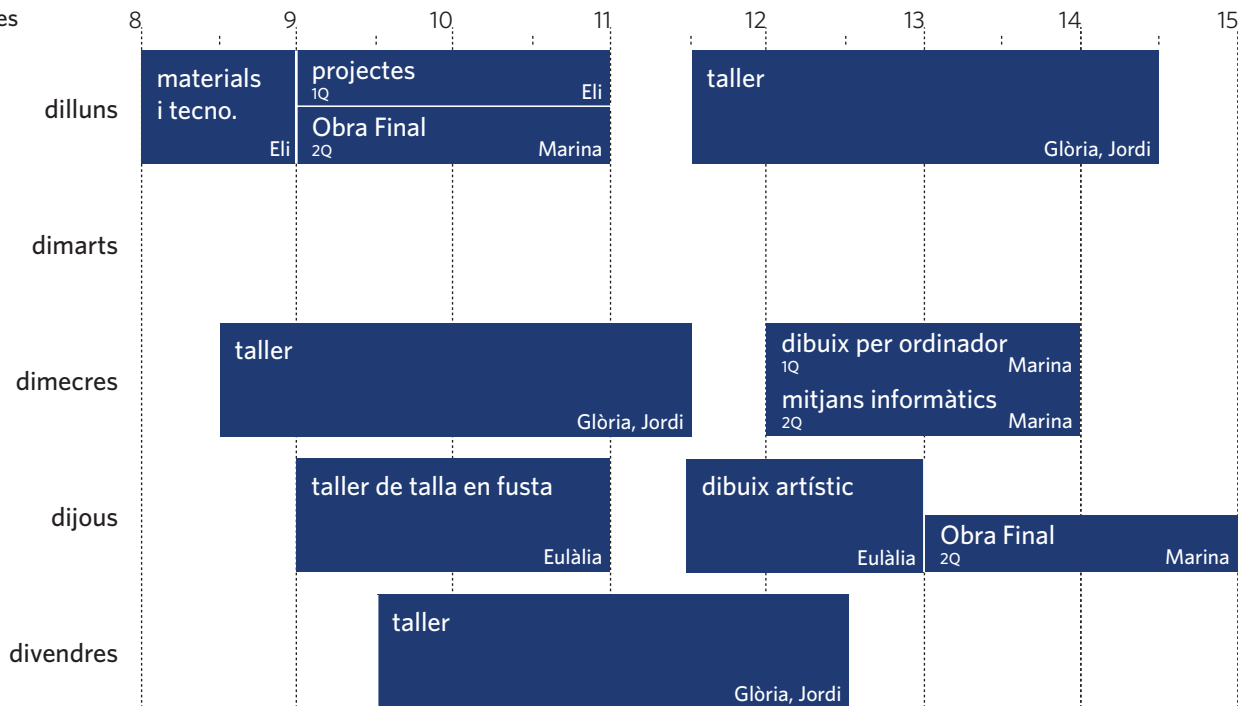 es 8 9 10 11 12 13 14 15
dilluns
materials
i tecno.
Eli
projectes
1Q Eli
Obra Final
2Q Marina
taller
Glòria, Jordi
dimarts
dimecres
taller
Glòria, Jordi
dibuix per ordinador
1Q Marina
mitjans informàtics
2Q Marina
dijous
taller de talla en fusta
Eulàlia
dibuix artístic
Eulàlia
Obra Final
2Q Marina
divendres
taller
Glòria, Jordi